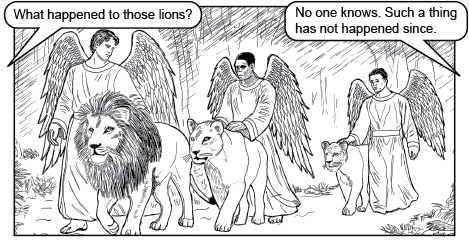 What happened to those lions?
No one knows. Such a thing
has not happened since.